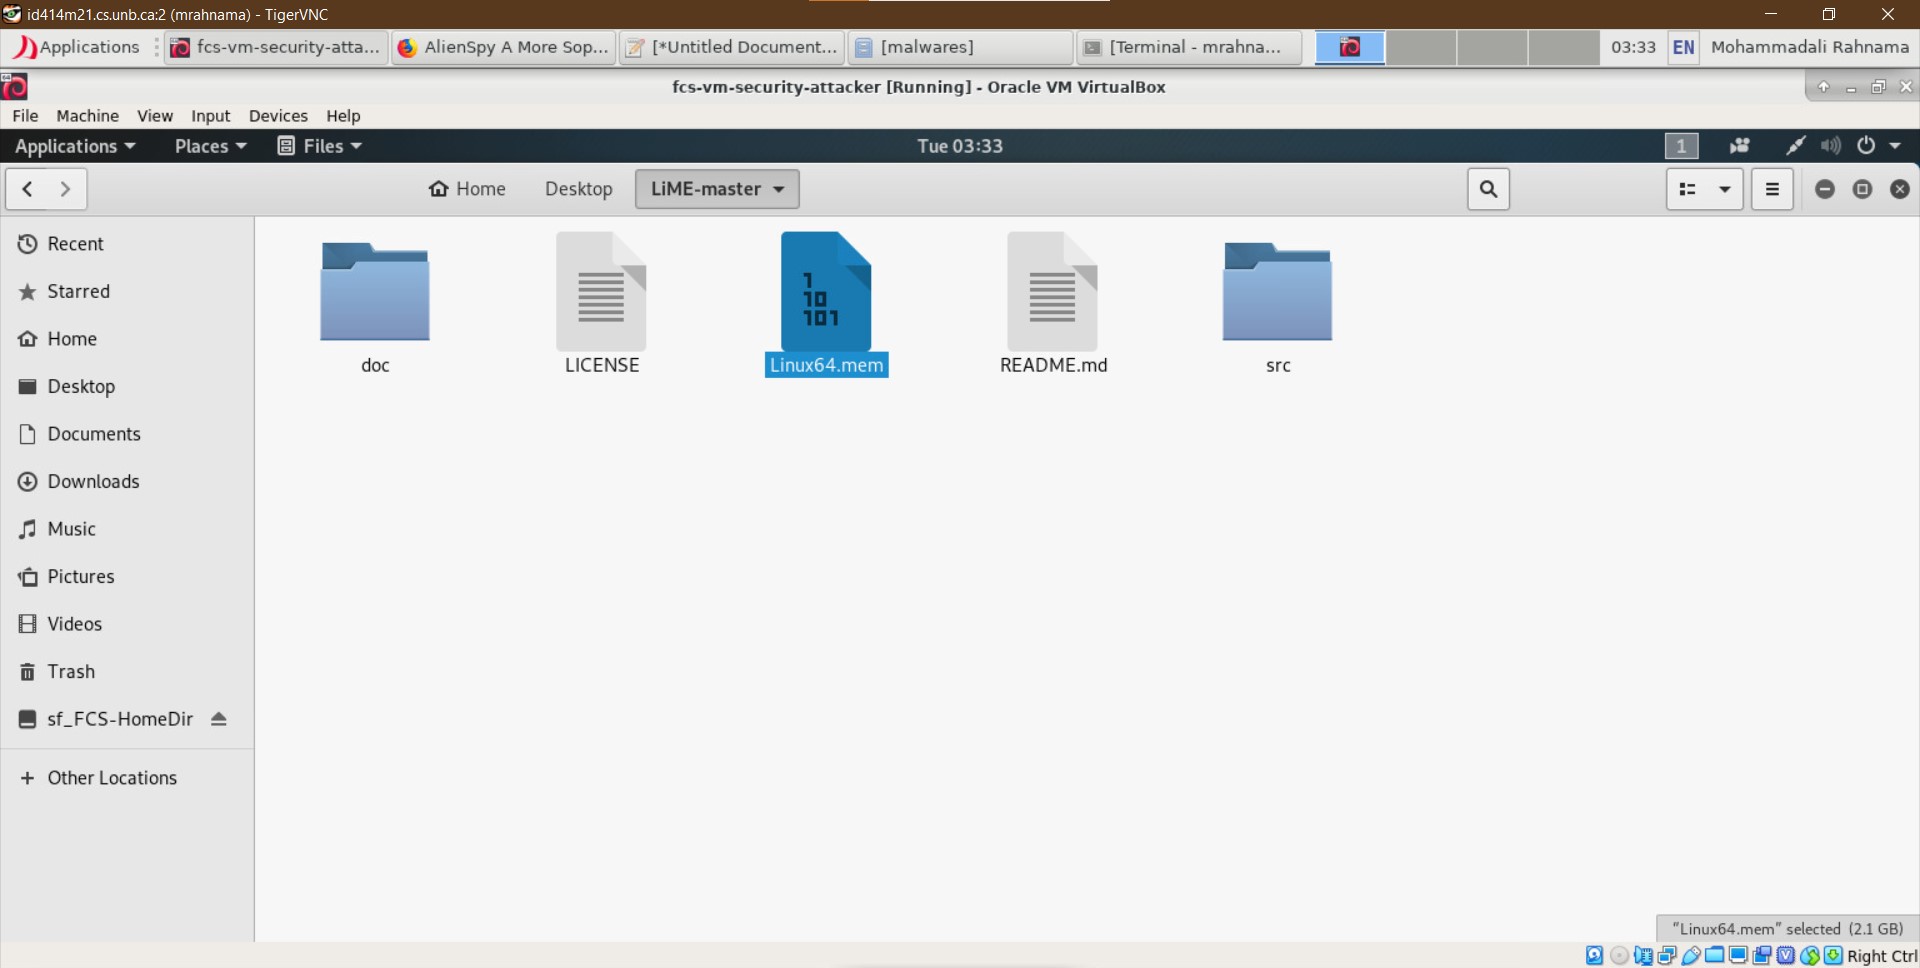 id414m21.cs.unb.ca:2 (mrahnama) - TigerVNC
Applications
fcs-vm-security-atta...
AlienSpy A More Sop...
[*Untitled Document...
[malwares]
[Terminal - mrahna...
03:33
EN
Mohammadali Rahnama
fcs-vm-security-attacker [Running] - Oracle VM VirtualBox
File Machine View Input Devices Help
Applications Places Files
Tue 03:33
1
Home Desktop LiME-master
Recent
Starred
Home
Desktop
Documents
Downloads
Music
Pictures
Videos
Trash
sf_FCS-HomeDir
+ Other Locations
1
10
101
doc
LICENSE
Linux64.mem
README.md
src
"Linux64.mem" selected (2.1 GB)
Right Ctrl